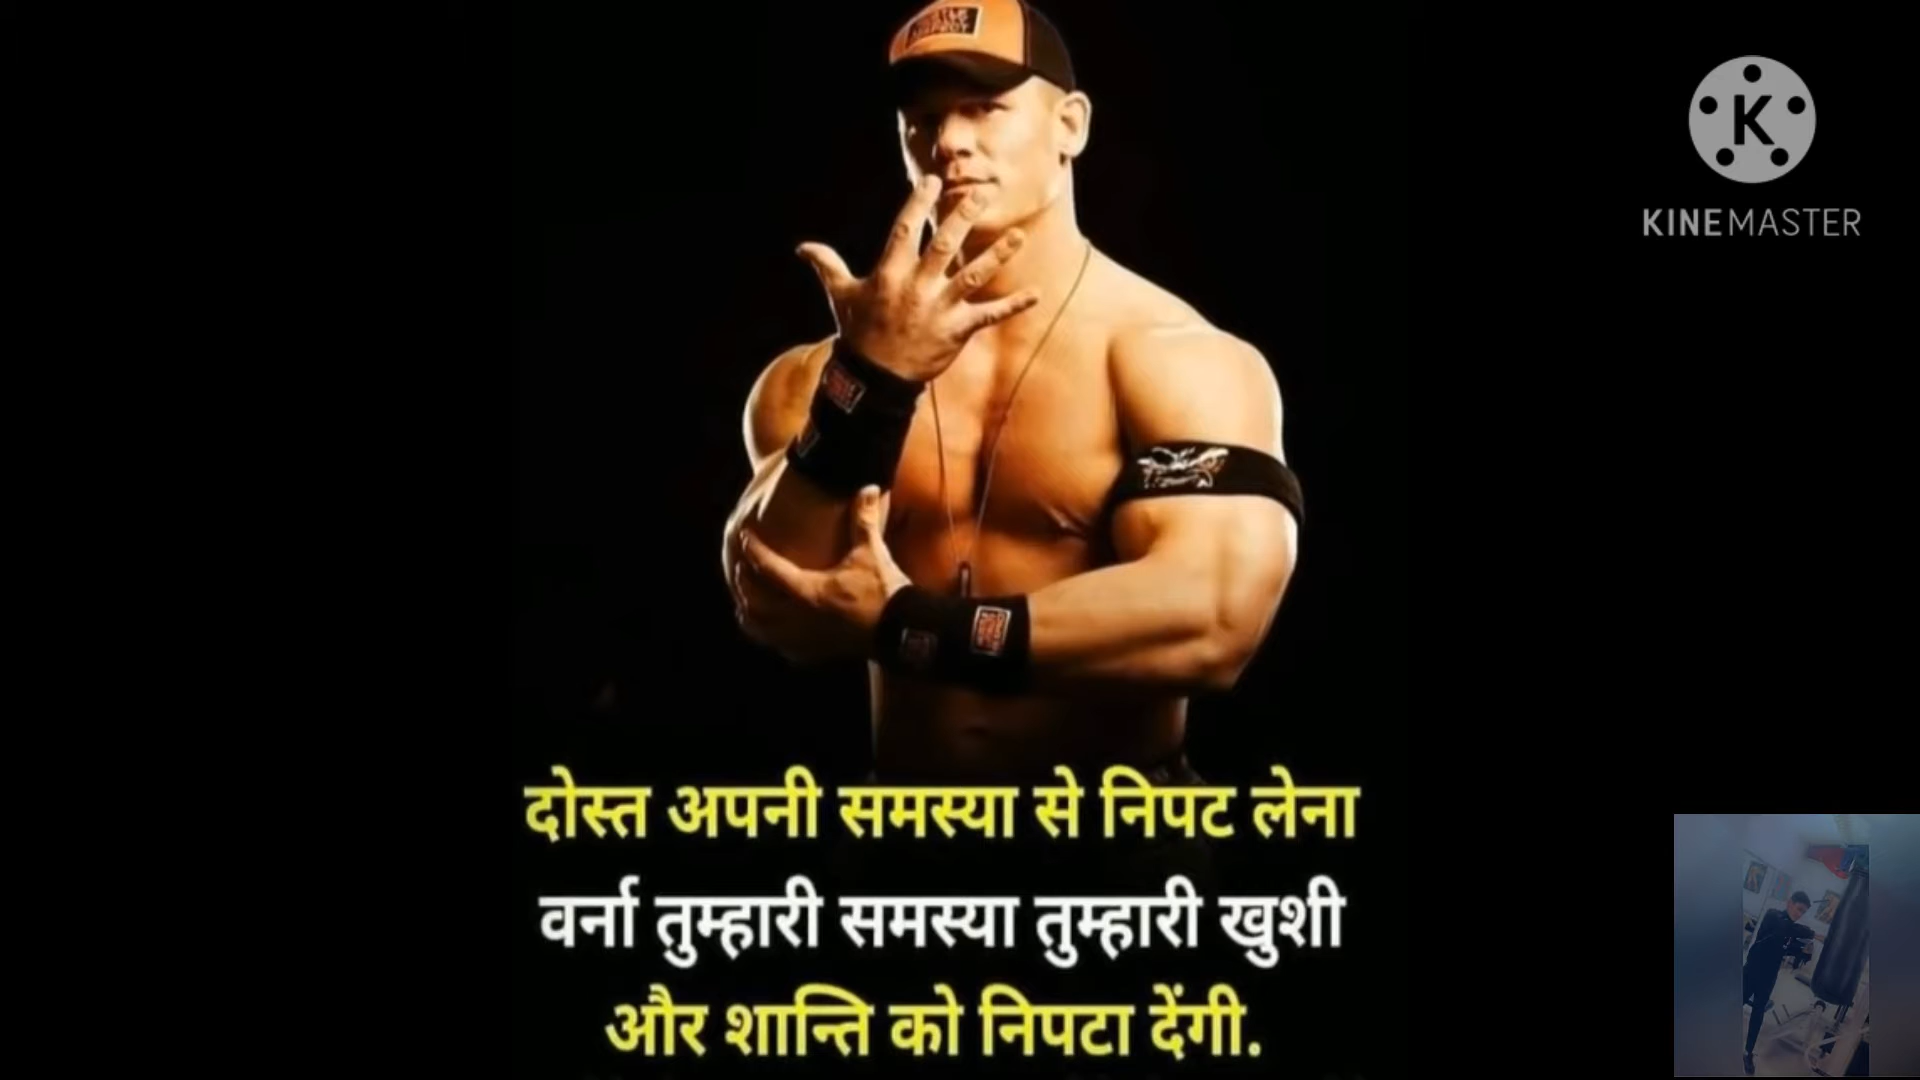 KINEMASTER
दोस्त अपनी समस्या से निपट लेना
वर्ना तुम्हारी समस्या तुम्हारी खुशी
और शान्ति को निपटा देंगी.